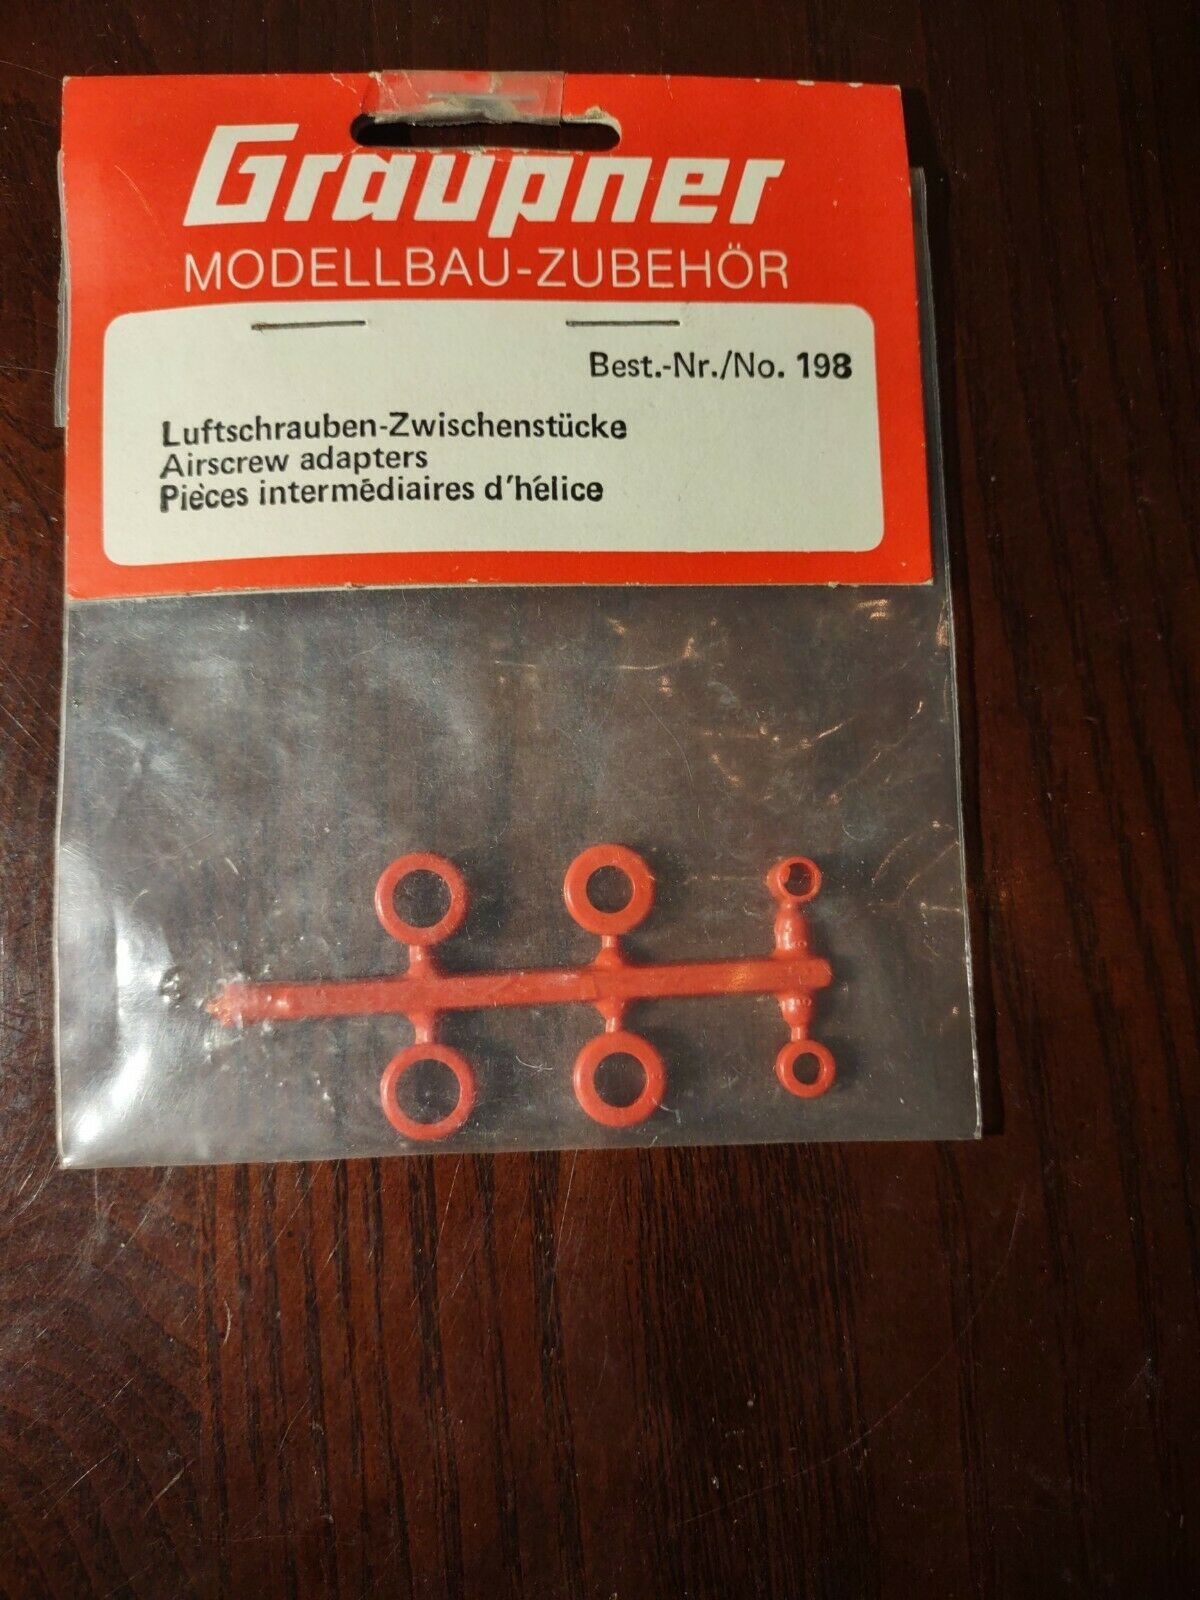 Graupner
MODELLBAU-ZUBEHÖR
Best.-Nr./No. 198
Luftschrauben-Zwischenstücke
Airscrew adapters
Pièces intermédiaires d'hélice